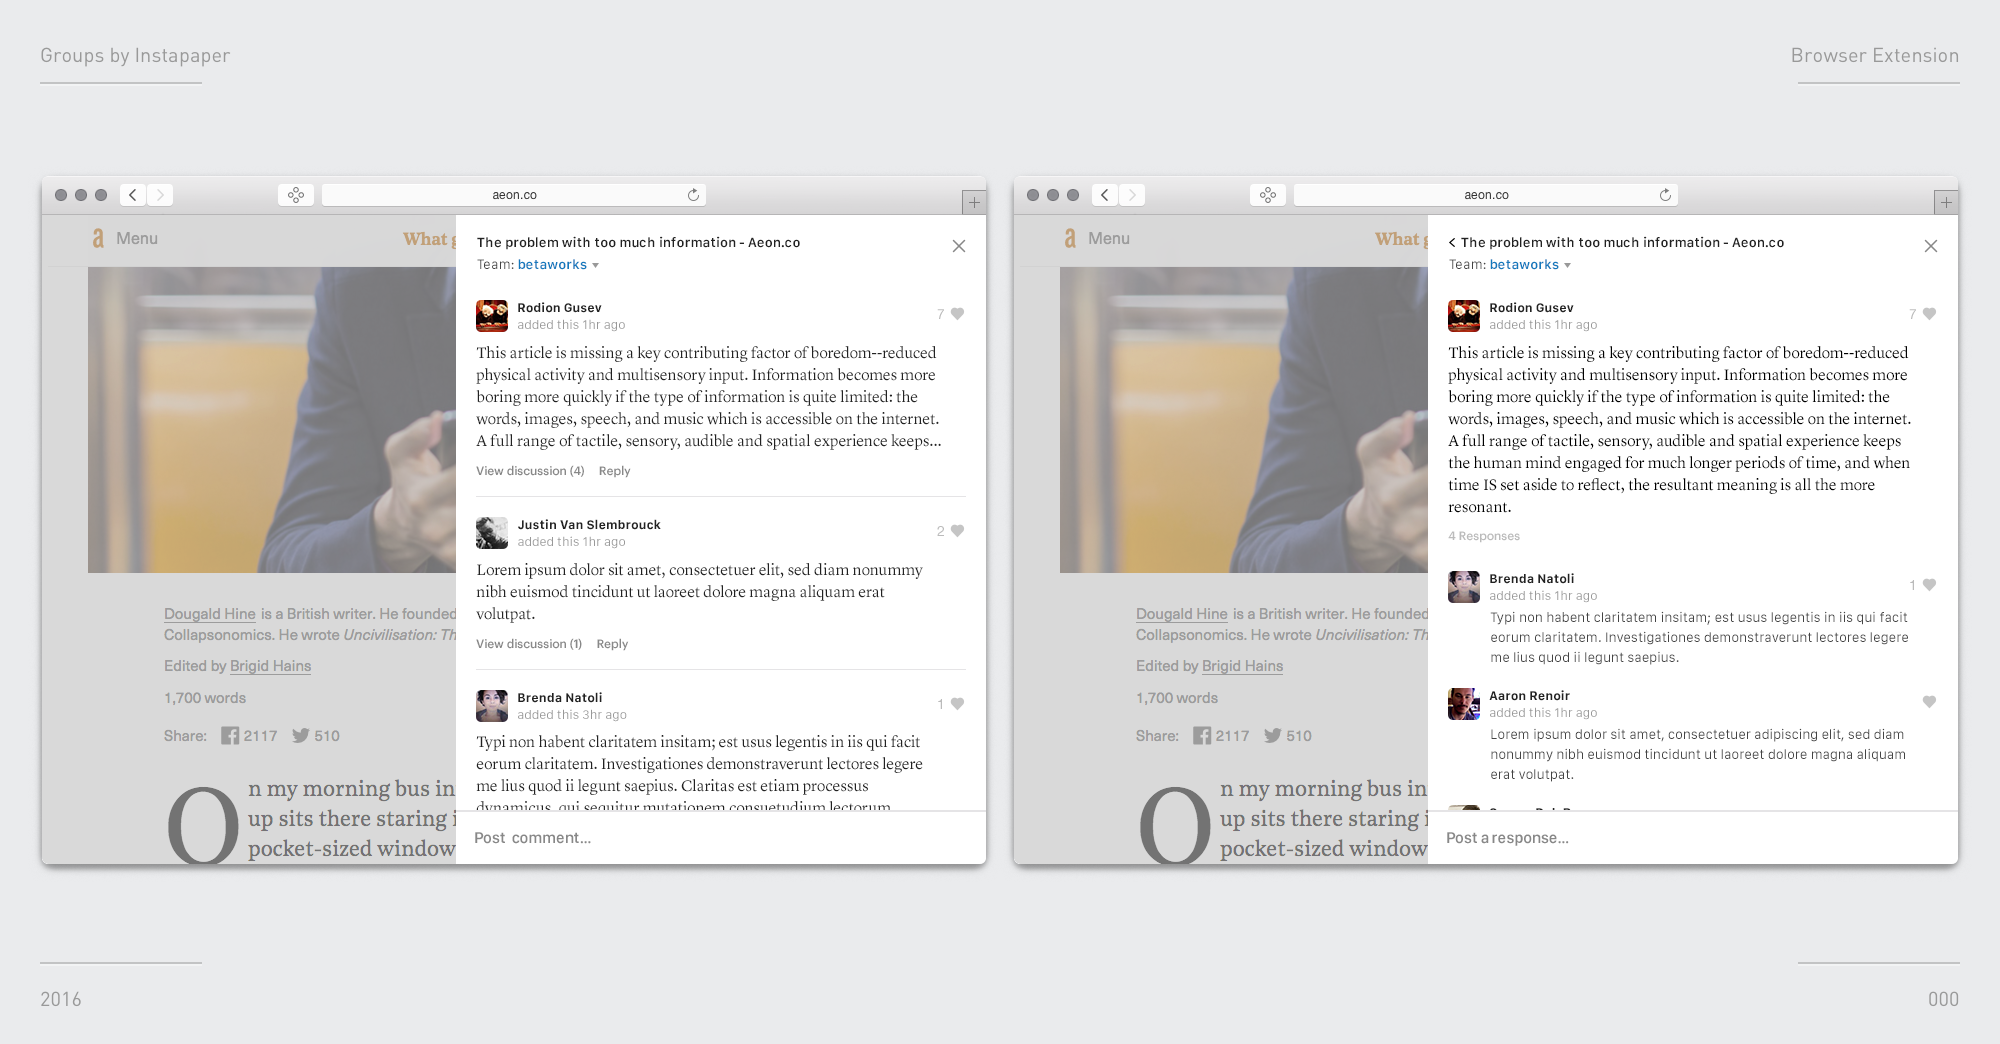 Groups by Instapaper
Browser Extension
aeon.co
a Menu
What g
The problem with too much information - Aeon.co
Team: betaworks
Rodion Gusev
added this 1hr ago
7
This article is missing a key contributing factor of boredom--reduced
physical activity and multisensory input. Information becomes more
boring more quickly if the type of information is quite limited: the
words, images, speech, and music which is accessible on the internet.
A full range of tactile, sensory, audible and spatial experience keeps...
View discussion (4) Reply
Justin Van Slembrouck
added this 1hr ago
2
Lorem ipsum dolor sit amet, consectetuer elit, sed diam nonummy
nibh euismod tincidunt ut laoreet dolore magna aliquam erat
volutpat.
View discussion (1) Reply
Brenda Natoli
added this 3hr ago
1
Typi non habent claritatem insitam; est usus legentis in iis qui facit
eorum claritatem. Investigationes demonstraverunt lectores legere
me lius quod ii legunt saepius. Claritas est etiam processus
dynamicus, qui sequitur mutationem consuetudium lectorum
Post comment...
Dougald Hine is a British writer. He founded
Collapsonomics. He wrote Uncivilisation: Th
Edited by Brigid Hains
1,700 words
Share: 2117 510
On my morning bus in
up sits there staring i
pocket-sized window
aeon.co
a Menu
What g
< The problem with too much information - Aeon.co
Team: betaworks
Rodion Gusev
added this 1hr ago
7
This article is missing a key contributing factor of boredom--reduced
physical activity and multisensory input. Information becomes more
boring more quickly if the type of information is quite limited: the
words, images, speech, and music which is accessible on the internet.
A full range of tactile, sensory, audible and spatial experience keeps
the human mind engaged for much longer periods of time, and when
time IS set aside to reflect, the resultant meaning is all the more
resonant.
4 Responses
Brenda Natoli
added this 1hr ago
1
Typi non habent claritatem insitam; est usus legentis in iis qui facit
eorum claritatem. Investigationes demonstraverunt lectores legere
me lius quod ii legunt saepius.
Aaron Renoir
added this 1hr ago
Lorem ipsum dolor sit amet, consectetuer adipiscing elit, sed diam
nonummy nibh euismod tincidunt ut laoreet dolore magna aliquam
erat volutpat.
Post a response...
Dougald Hine is a British writer. He founded
Collapsonomics. He wrote Uncivilisation: Th
Edited by Brigid Hains
1,700 words
Share: 2117 510
On my morning bus in
up sits there staring i
pocket-sized window
2016
000